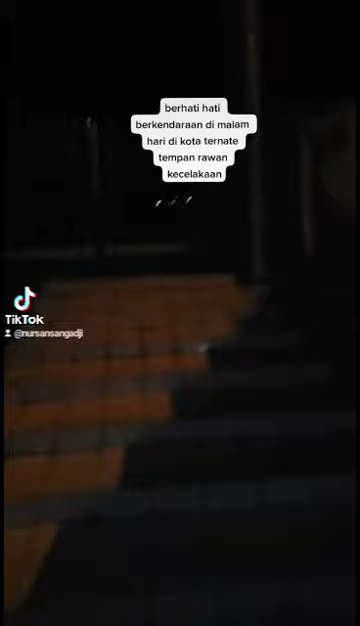 berhati hati
berkendaraan di malam
hari di kota ternate
tempan rawan
kecelakaan
TikTok
@nursansangadji